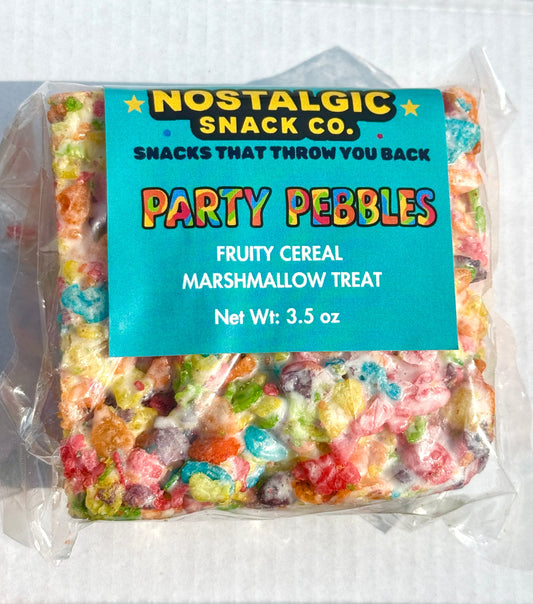 NOSTALGIC
SNACK CO.
SNACKS THAT THROW YOU BACK
PARTY PEBBLES
FRUITY CEREAL
MARSHMALLOW TREAT
Net Wt: 3.5 oz